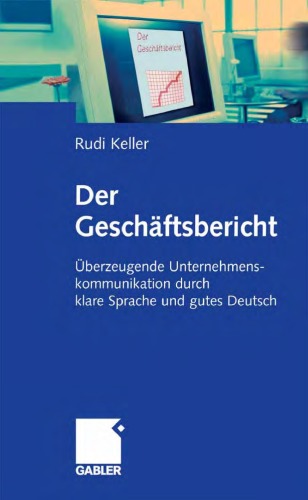 Der
Geschäftsbericht
Rudi Keller
Der
Geschäftsbericht
Überzeugende Unternehmens-
kommunikation durch
klare Sprache und gutes Deutsch
GABLER